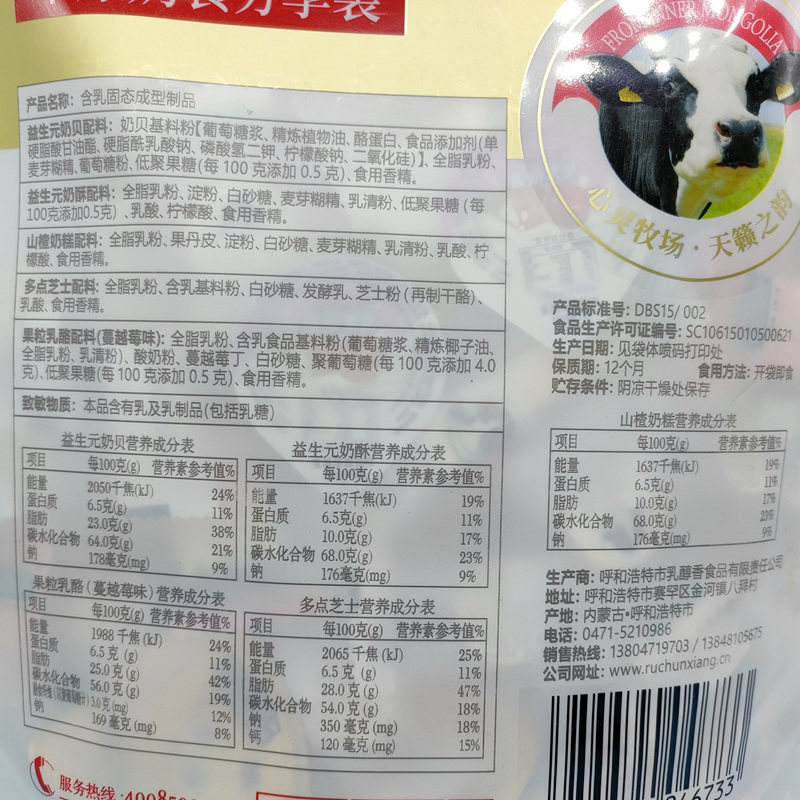 FROM INNER MONGOLIA
心灵牧场·天籁之韵
产品名称：含乳固态成型制品
益生元奶贝配料：奶贝基料粉【葡萄糖浆、精炼植物油、酪蛋白、食品添加剂(单
硬脂酸甘油酯、硬脂酰乳酸钠、磷酸氢二钾、柠檬酸钠、二氧化硅)】、全脂乳粉、
麦芽糊精、葡萄糖粉、低聚果糖(每100克添加0.5克)、食用香精。
益生元奶酥配料：全脂乳粉、淀粉、白砂糖、麦芽糊精、乳清粉、低聚果糖(每
100克添加0.5克)、乳酸、柠檬酸、食用香精。
山楂奶糕配料：全脂乳粉、果丹皮、淀粉、白砂糖、麦芽糊精、乳清粉、乳酸、柠
檬酸、食用香精。
多点芝士配料：全脂乳粉、含乳基料粉、白砂糖、发酵乳、芝士粉(再制干酪)、
乳酸、食用香精。
果粒乳酪配料(蔓越莓味)：全脂乳粉、含乳食品基料粉(葡萄糖浆、精炼椰子油、
全脂乳粉、乳清粉)、酸奶粉、蔓越莓丁、白砂糖、聚葡萄糖(每100克添加4.0
克)、低聚果糖(每100克添加0.5克)、食用香精。
致敏物质：本品含有乳及乳制品(包括乳糖)
产品标准号：DBS15/ 002
食品生产许可证编号：SC10615010500621
生产日期：见袋体喷码打印处
保质期：12个月 食用方法：开袋即食
贮存条件：阴凉干燥处保存
益生元奶贝营养成分表
项目 每100克(g) 营养素参考值%
能量 2050千焦(kJ) 24%
蛋白质 6.5克(g) 11%
脂肪 23.0克(g) 38%
碳水化合物 64.0克(g) 21%
钠 178毫克(mg) 9%
益生元奶酥营养成分表
项目 每100克(g) 营养素参考值%
能量 1637千焦(kJ) 19%
蛋白质 6.5克(g) 11%
脂肪 10.0克(g) 17%
碳水化合物 68.0克(g) 23%
钠 176毫克(mg) 9%
山楂奶糕营养成分表
项目 每100克(g) 营养素参考值%
能量 1637千焦(kJ) 19%
蛋白质 6.5克(g) 11%
脂肪 10.0克(g) 17%
碳水化合物 68.0克(g) 23%
钠 176毫克(mg) 9%
果粒乳酪（蔓越莓味）营养成分表
项目 每100克(g) 营养素参考值%
能量 1988千焦(kJ) 24%
蛋白质 6.5克(g) 11%
脂肪 25.0克(g) 42%
碳水化合物 56.0克(g) 19%
3.0克(g) 12%
钠 169毫克(mg) 8%
多点芝士营养成分表
项目 每100克(g) 营养素参考值%
能量 2065千焦(kJ) 25%
蛋白质 6.5克(g) 11%
脂肪 28.0克(g) 47%
碳水化合物 54.0克(g) 18%
钠 350毫克(mg) 18%
钙 120毫克(mg) 15%
生产商：呼和浩特市乳醇香食品有限责任公司
地址：呼和浩特市赛罕区金河镇八拜村
产地：内蒙古·呼和浩特市
电话：0471-5210986
销售热线：13804719703 / 13848105675
公司网址：www.ruchunxiang.cn
服务热线：